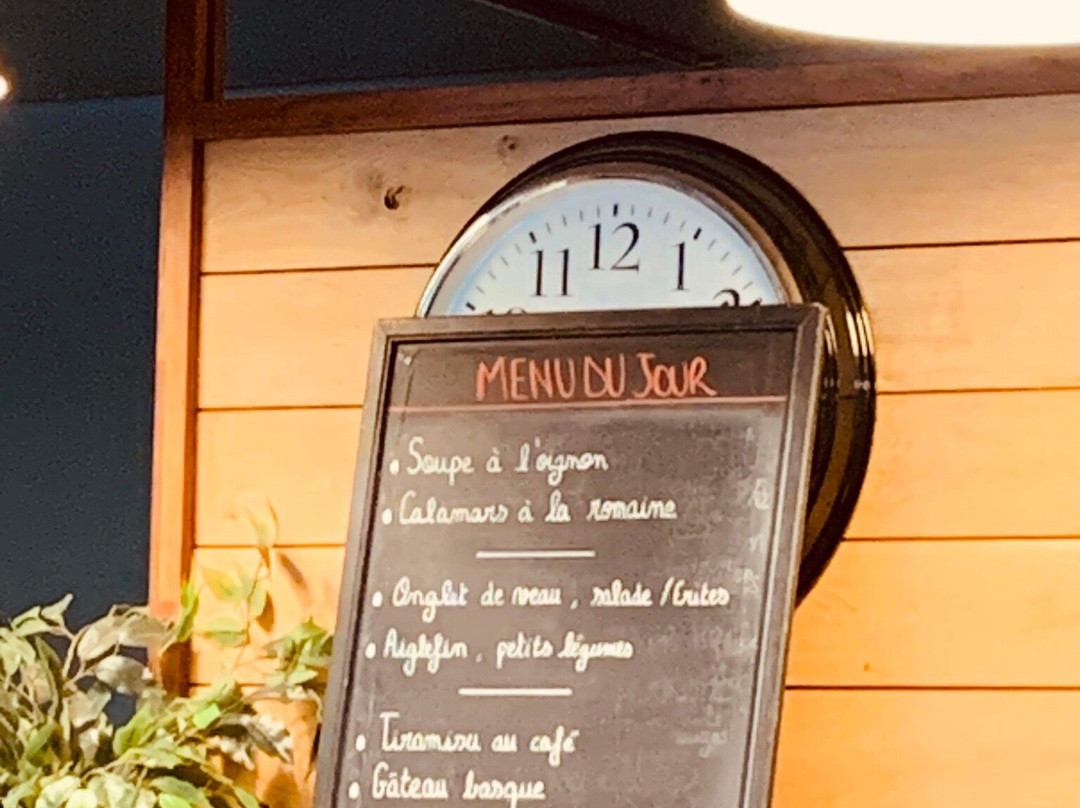 11 12 1
MENU DU JOUR
• Soupe à l'oignon
• Calamars à la romaine
• Onglet de veau, salade / frites
• Aiglefin, petits légumes
• Tiramisu au café
• Gâteau basque